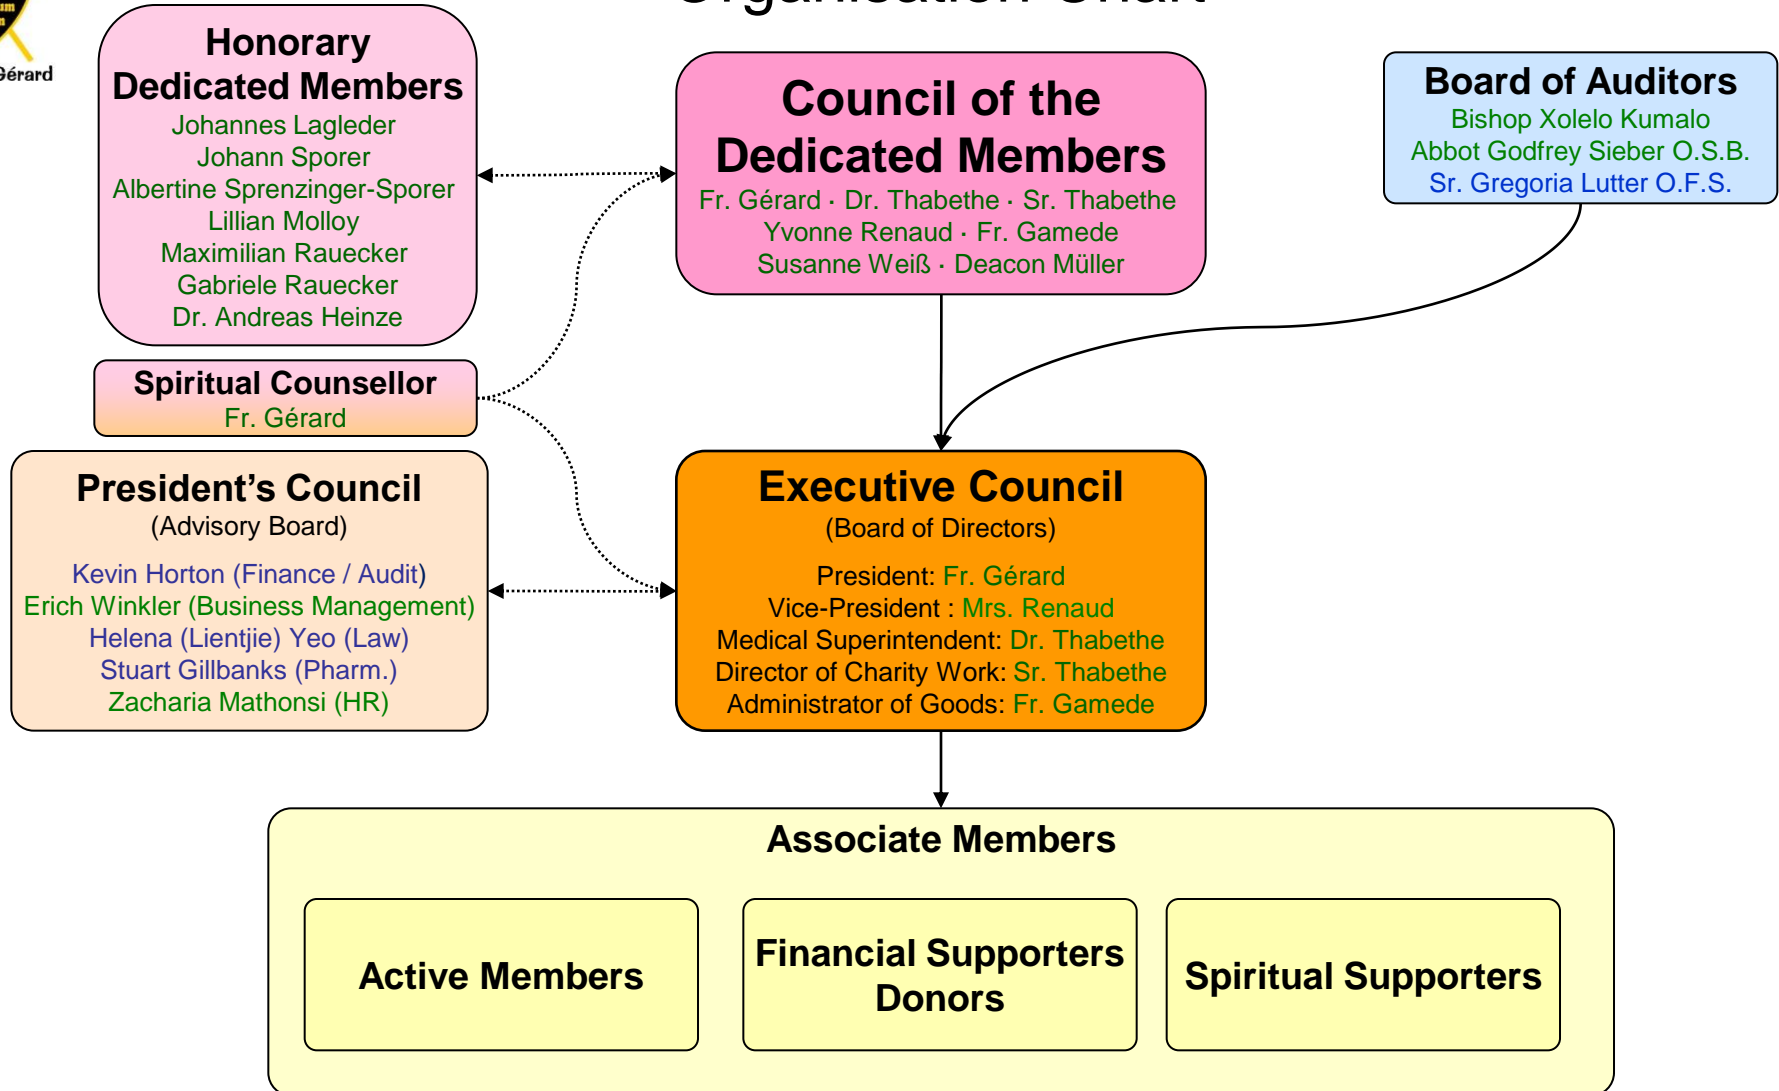 Organisation Chart
Gérard
Honorary
Dedicated Members
Johannes Lagleder
Johann Sporer
Albertine Sprenzinger-Sporer
Lillian Molloy
Maximilian Rauecker
Gabriele Rauecker
Dr. Andreas Heinze
Council of the
Dedicated Members
Fr. Gérard · Dr. Thabethe · Sr. Thabethe
Yvonne Renaud · Fr. Gamede
Susanne Weiß · Deacon Müller
Board of Auditors
Bishop Xolelo Kumalo
Abbot Godfrey Sieber O.S.B.
Sr. Gregoria Lutter O.F.S.
Spiritual Counsellor
Fr. Gérard
President’s Council
(Advisory Board)
Kevin Horton (Finance / Audit)
Erich Winkler (Business Management)
Helena (Lientjie) Yeo (Law)
Stuart Gillbanks (Pharm.)
Zacharia Mathonsi (HR)
Executive Council
(Board of Directors)
President: Fr. Gérard
Vice-President : Mrs. Renaud
Medical Superintendent: Dr. Thabethe
Director of Charity Work: Sr. Thabethe
Administrator of Goods: Fr. Gamede
Associate Members
Active Members
Financial Supporters
Donors
Spiritual Supporters